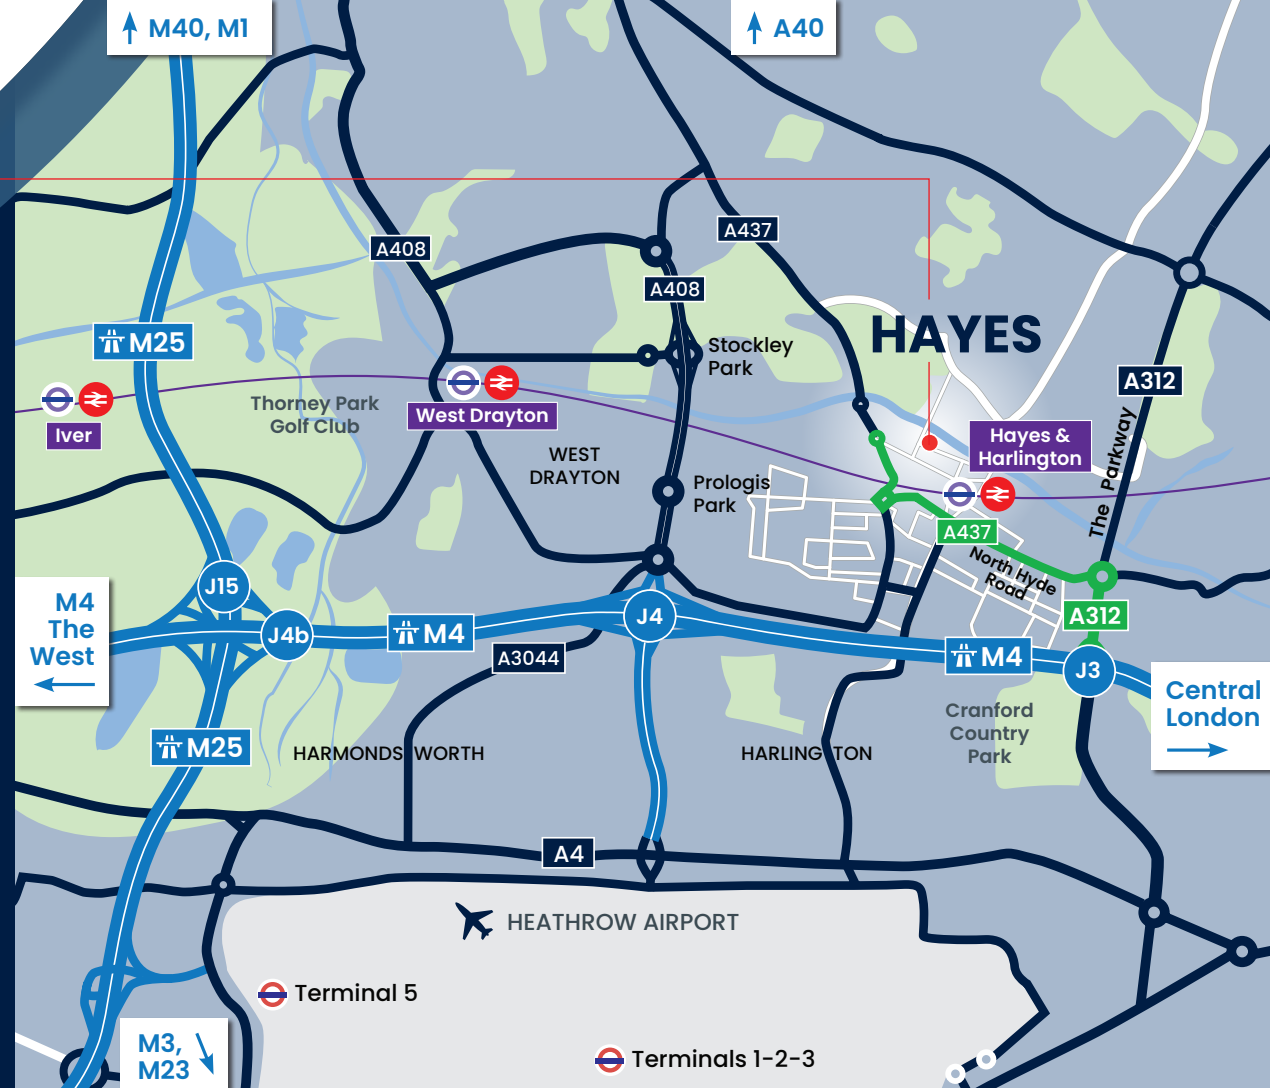 M40, M1
A40
A437
A408
A408
HAYES
M25
Stockley
Park
A312
Iver
Thorney Park
Golf Club
West Drayton
Hayes &
Harlington
WEST
DRAYTON
The Parkway
Prologis
Park
A437
North Hyde
Road
J15
M4
The
West
J4b
M4
J4
A312
A3044
M4
J3
Central
London
Cranford
Country
Park
M25
HARMONDSWORTH
HARLINGTON
A4
HEATHROW AIRPORT
Terminal 5
M3,
M23
Terminals 1-2-3